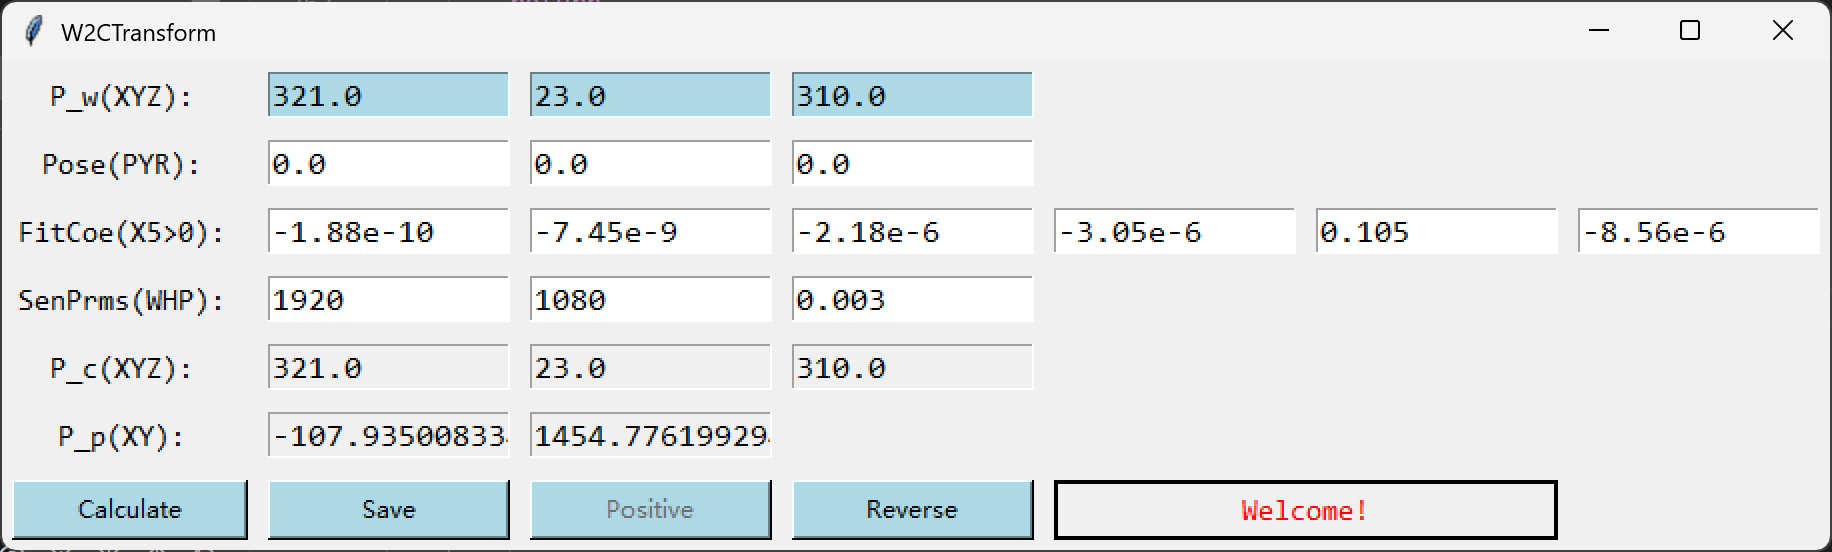 W2CTransform
P_w(XYZ): 321.0 23.0 310.0
Pose(PYR): 0.0 0.0 0.0
FitCoe(X5>0): -1.88e-10 -7.45e-9 -2.18e-6 -3.05e-6 0.105 -8.56e-6
SenPrms(WHP): 1920 1080 0.003
P_c(XYZ): 321.0 23.0 310.0
P_p(XY): -107.935008334 1454.77619929
Calculate Save Positive Reverse Welcome!